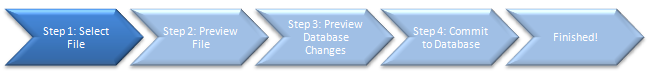 Step 1: Select
File
Step 2: Preview
File
Step 3: Preview
Database
Changes
Step 4: Commit
to Database
Finished!